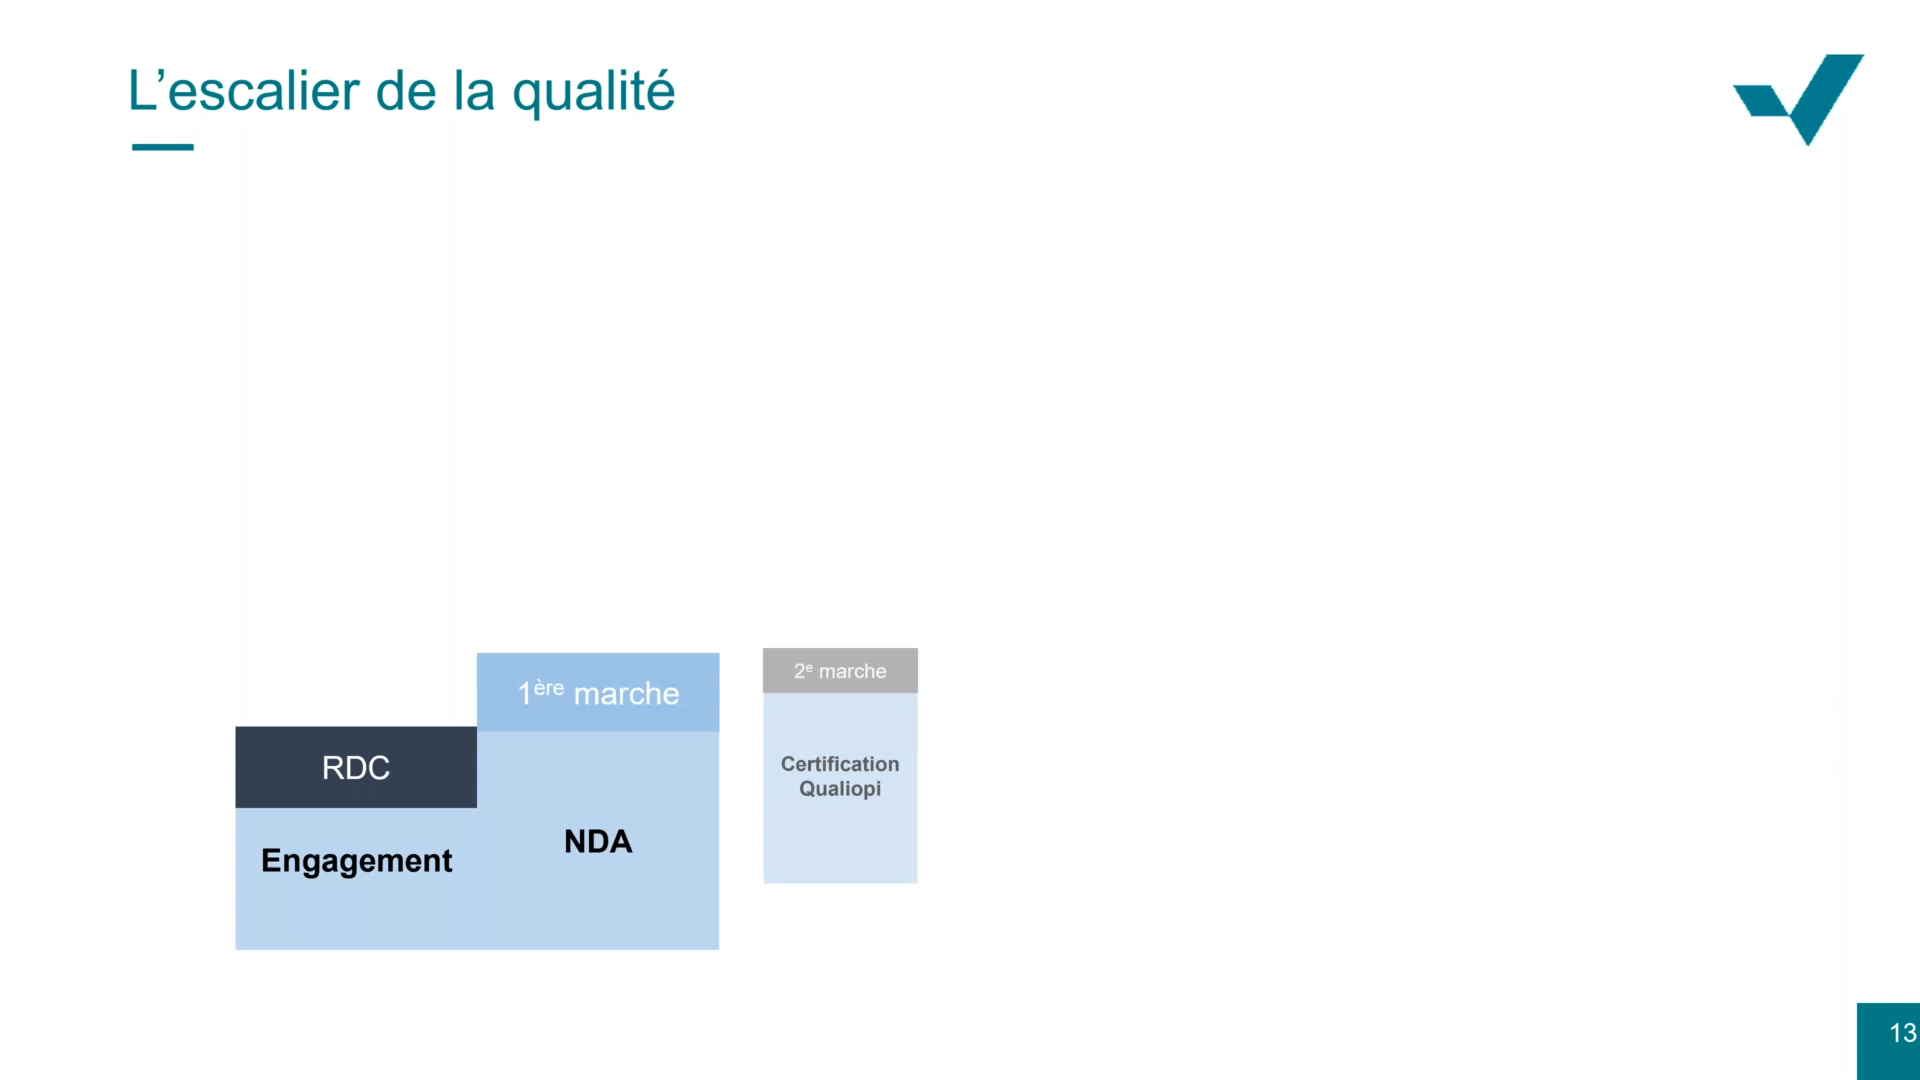 L’escalier de la qualité
RDC
Engagement
1ère marche
NDA
2e marche
Certification
Qualiopi
13